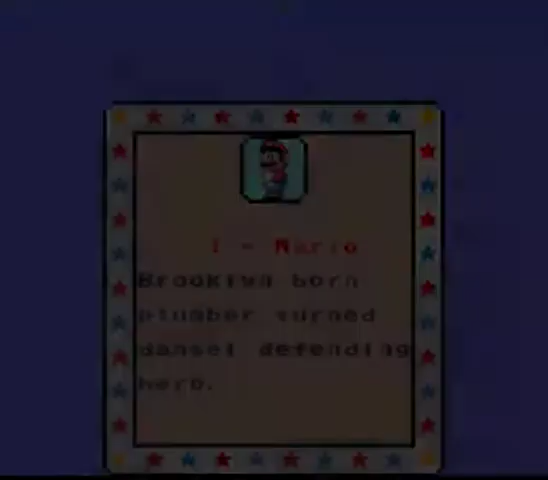 1 - Mario
Brooklyn born
plumber turned
damsel defending
hero.